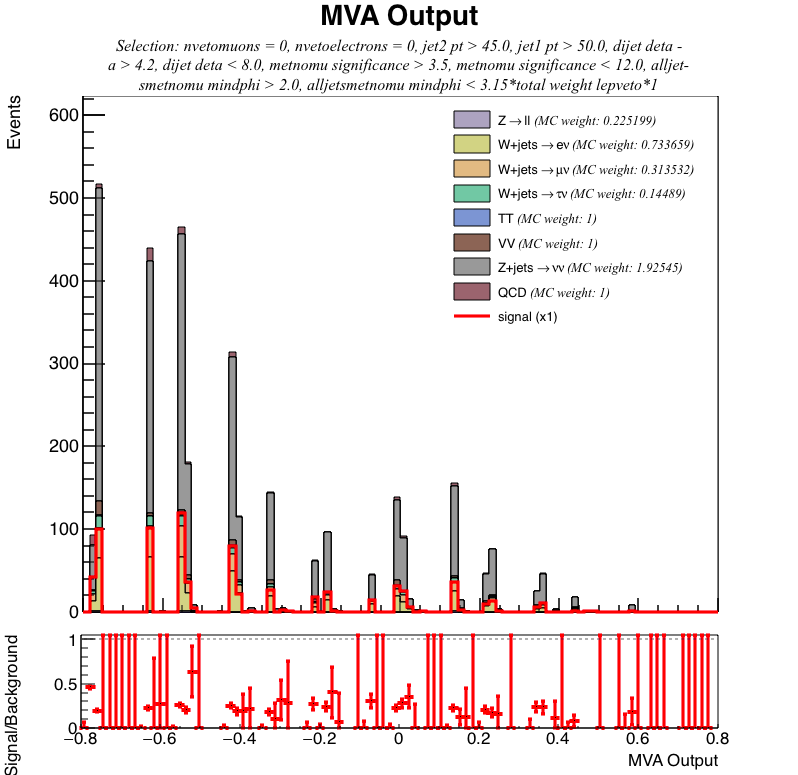 MVA Output
Selection: nvetomuons = 0, nvetoelectrons = 0, jet2 pt > 45.0, jet1 pt > 50.0, dijet deta -
a > 4.2, dijet deta < 8.0, metnomu significance > 3.5, metnomu significance < 12.0, alljet-
smetnomu mindphi > 2.0, alljetsmetnomu mindphi < 3.15*total weight lepveto*1
Events
600
500
400
300
200
100
0
Z→ll (MC weight: 0.225199)
W+jets→eν (MC weight: 0.733659)
W+jets→μν (MC weight: 0.313532)
W+jets→τν (MC weight: 0.14489)
TT (MC weight: 1)
VV (MC weight: 1)
Z+jets→νν (MC weight: 1.92545)
QCD (MC weight: 1)
signal (x1)
Signal/Background
1
0.5
0
−0.8 −0.6 −0.4 −0.2 0 0.2 0.4 0.6 0.8
MVA Output